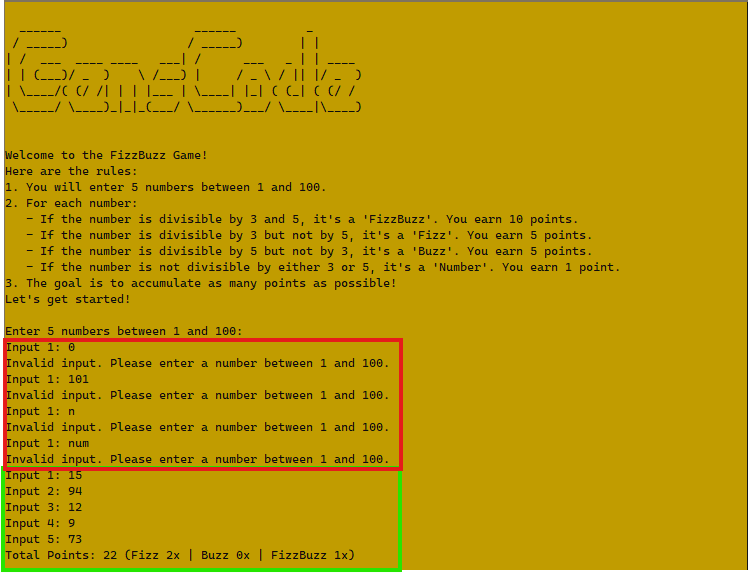 ______                   ______          _
 / _____)                 / _____)        | |
| /  ___  ____ ____   ___| /      ___   _ | | ____
| | (___)/ _  )    \ /___) |     / _ \ / || |/ _  )
| \____/( (/ /| | | |___ | \____| |_| ( (_| ( (/ /
 \_____/ \____)_|_|_(___/ \______)___/ \____|\____)
Welcome to the FizzBuzz Game!
Here are the rules:
1. You will enter 5 numbers between 1 and 100.
2. For each number:
   - If the number is divisible by 3 and 5, it's a 'FizzBuzz'. You earn 10 points.
   - If the number is divisible by 3 but not by 5, it's a 'Fizz'. You earn 5 points.
   - If the number is divisible by 5 but not by 3, it's a 'Buzz'. You earn 5 points.
   - If the number is not divisible by either 3 or 5, it's a 'Number'. You earn 1 point.
3. The goal is to accumulate as many points as possible!
Let's get started!
Enter 5 numbers between 1 and 100:
Input 1: 0
Invalid input. Please enter a number between 1 and 100.
Input 1: 101
Invalid input. Please enter a number between 1 and 100.
Input 1: n
Invalid input. Please enter a number between 1 and 100.
Input 1: num
Invalid input. Please enter a number between 1 and 100.
Input 1: 15
Input 2: 94
Input 3: 12
Input 4: 9
Input 5: 73
Total Points: 22 (Fizz 2x | Buzz 0x | FizzBuzz 1x)